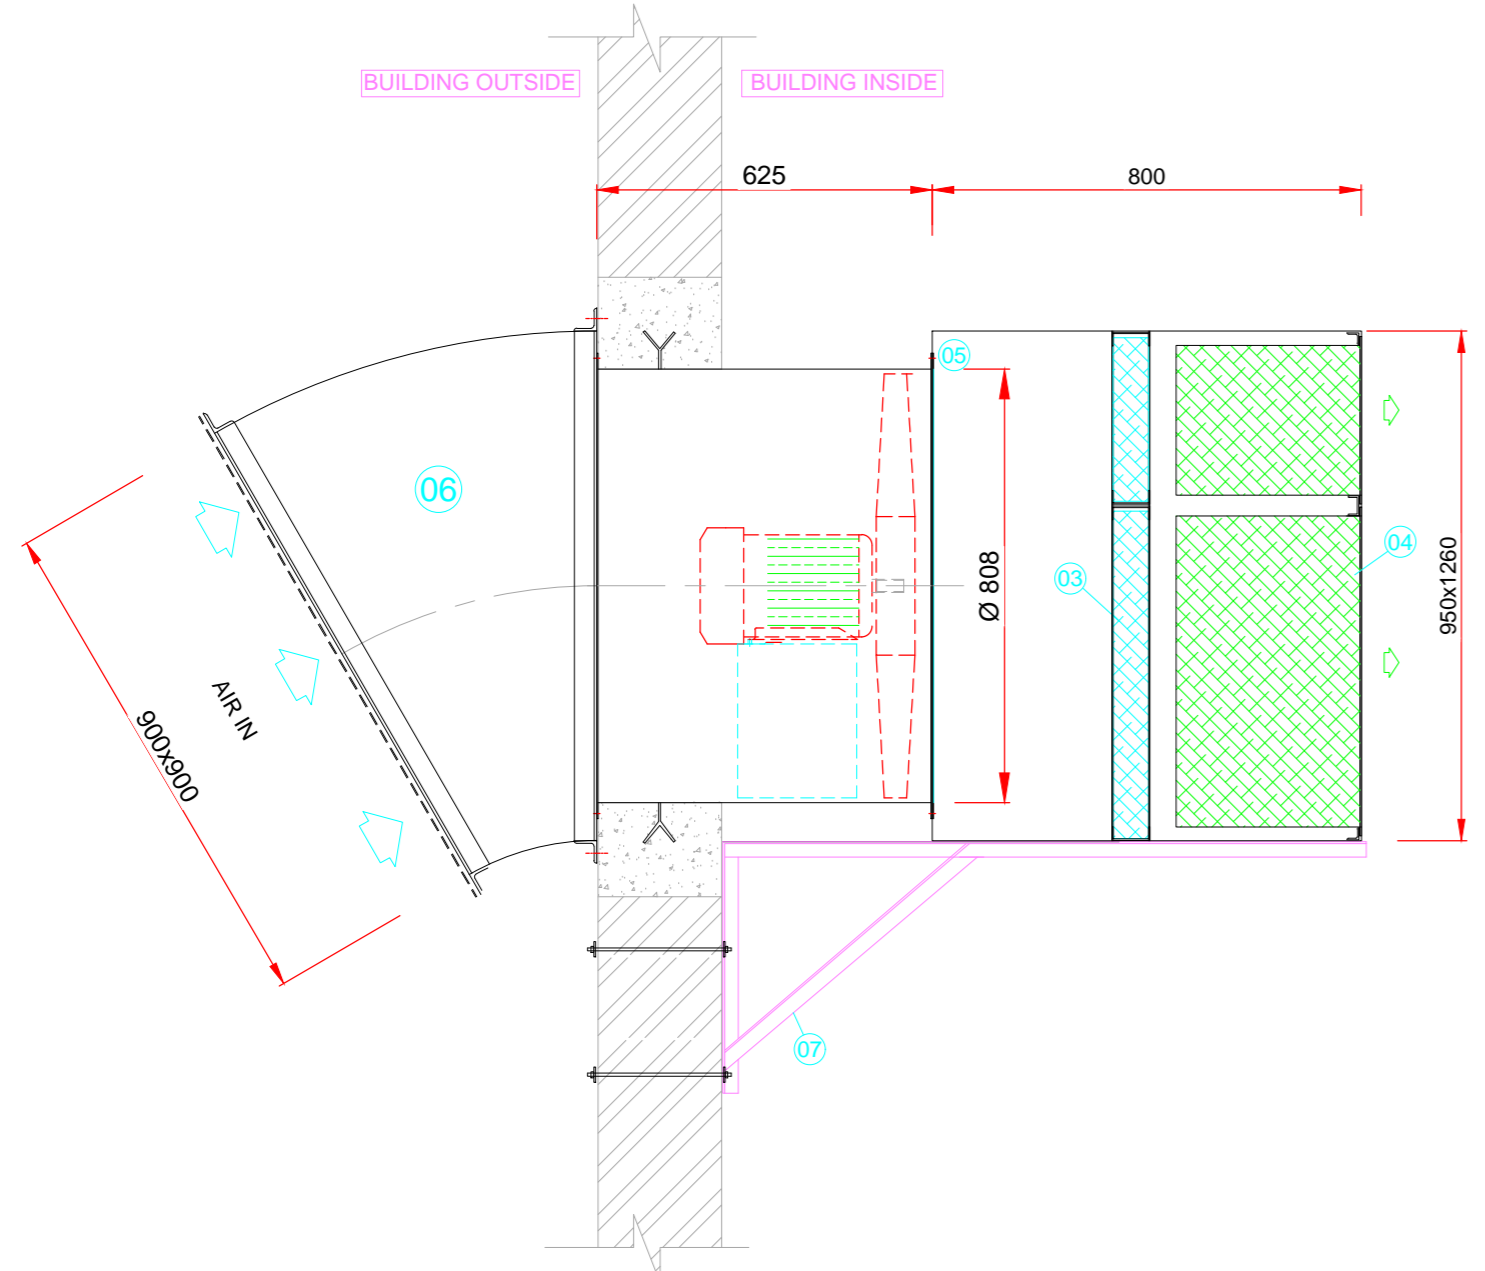 BUILDING OUTSIDE
BUILDING INSIDE
625
800
05
06
04
03
Ø 808
950x1260
AIR IN
900x900
07